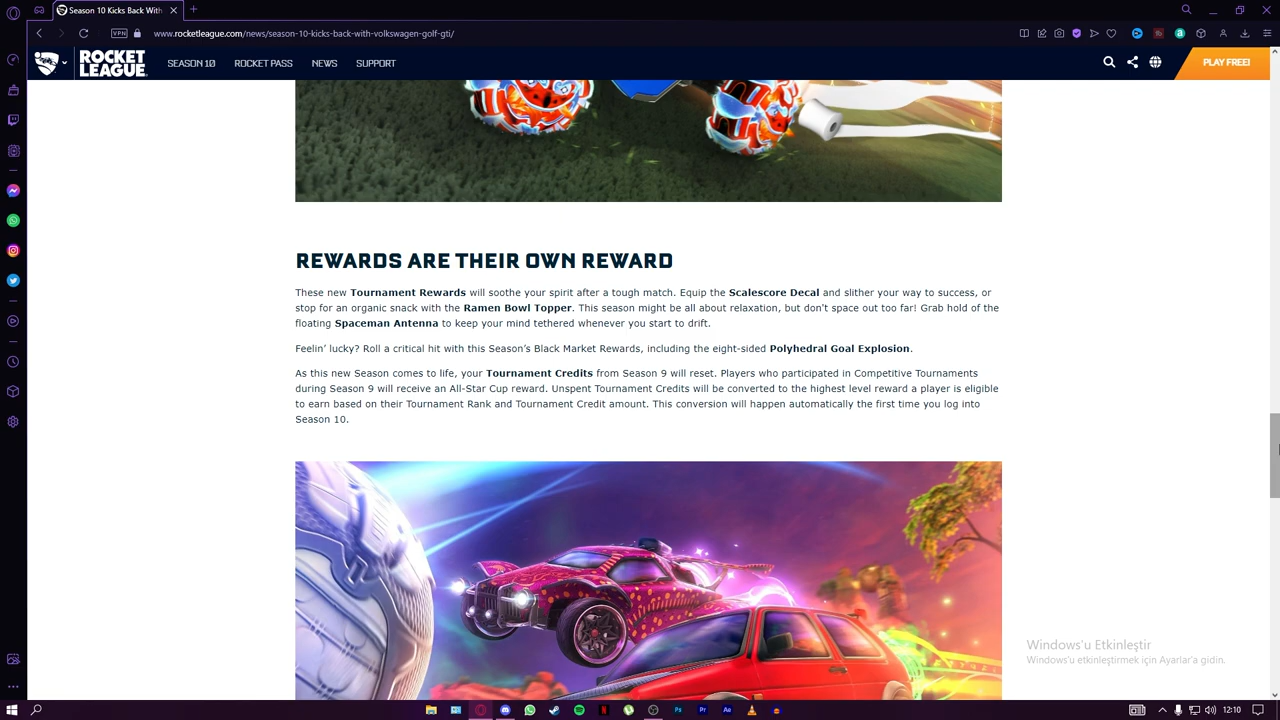 Season 10 Kicks Back With
12:10
VPN
www.rocketleague.com/news/season-10-kicks-back-with-volkswagen-golf-gti/
ROCKET
LEAGUE
SEASON 10
ROCKET PASS
NEWS
SUPPORT
PLAY FREE!
REWARDS ARE THEIR OWN REWARD
These new Tournament Rewards will soothe your spirit after a tough match. Equip the Scalescore Decal and slither your way to success, or
stop for an organic snack with the Ramen Bowl Topper. This season might be all about relaxation, but don't space out too far! Grab hold of the
floating Spaceman Antenna to keep your mind tethered whenever you start to drift.
Feelin’ lucky? Roll a critical hit with this Season’s Black Market Rewards, including the eight-sided Polyhedral Goal Explosion.
As this new Season comes to life, your Tournament Credits from Season 9 will reset. Players who participated in Competitive Tournaments
during Season 9 will receive an All-Star Cup reward. Unspent Tournament Credits will be converted to the highest level reward a player is eligible
to earn based on their Tournament Rank and Tournament Credit amount. This conversion will happen automatically the first time you log into
Season 10.
Windows'u Etkinleştir
Windows'u etkinleştirmek için Ayarlar'a gidin.
Ps
Pr
Ae
12:10